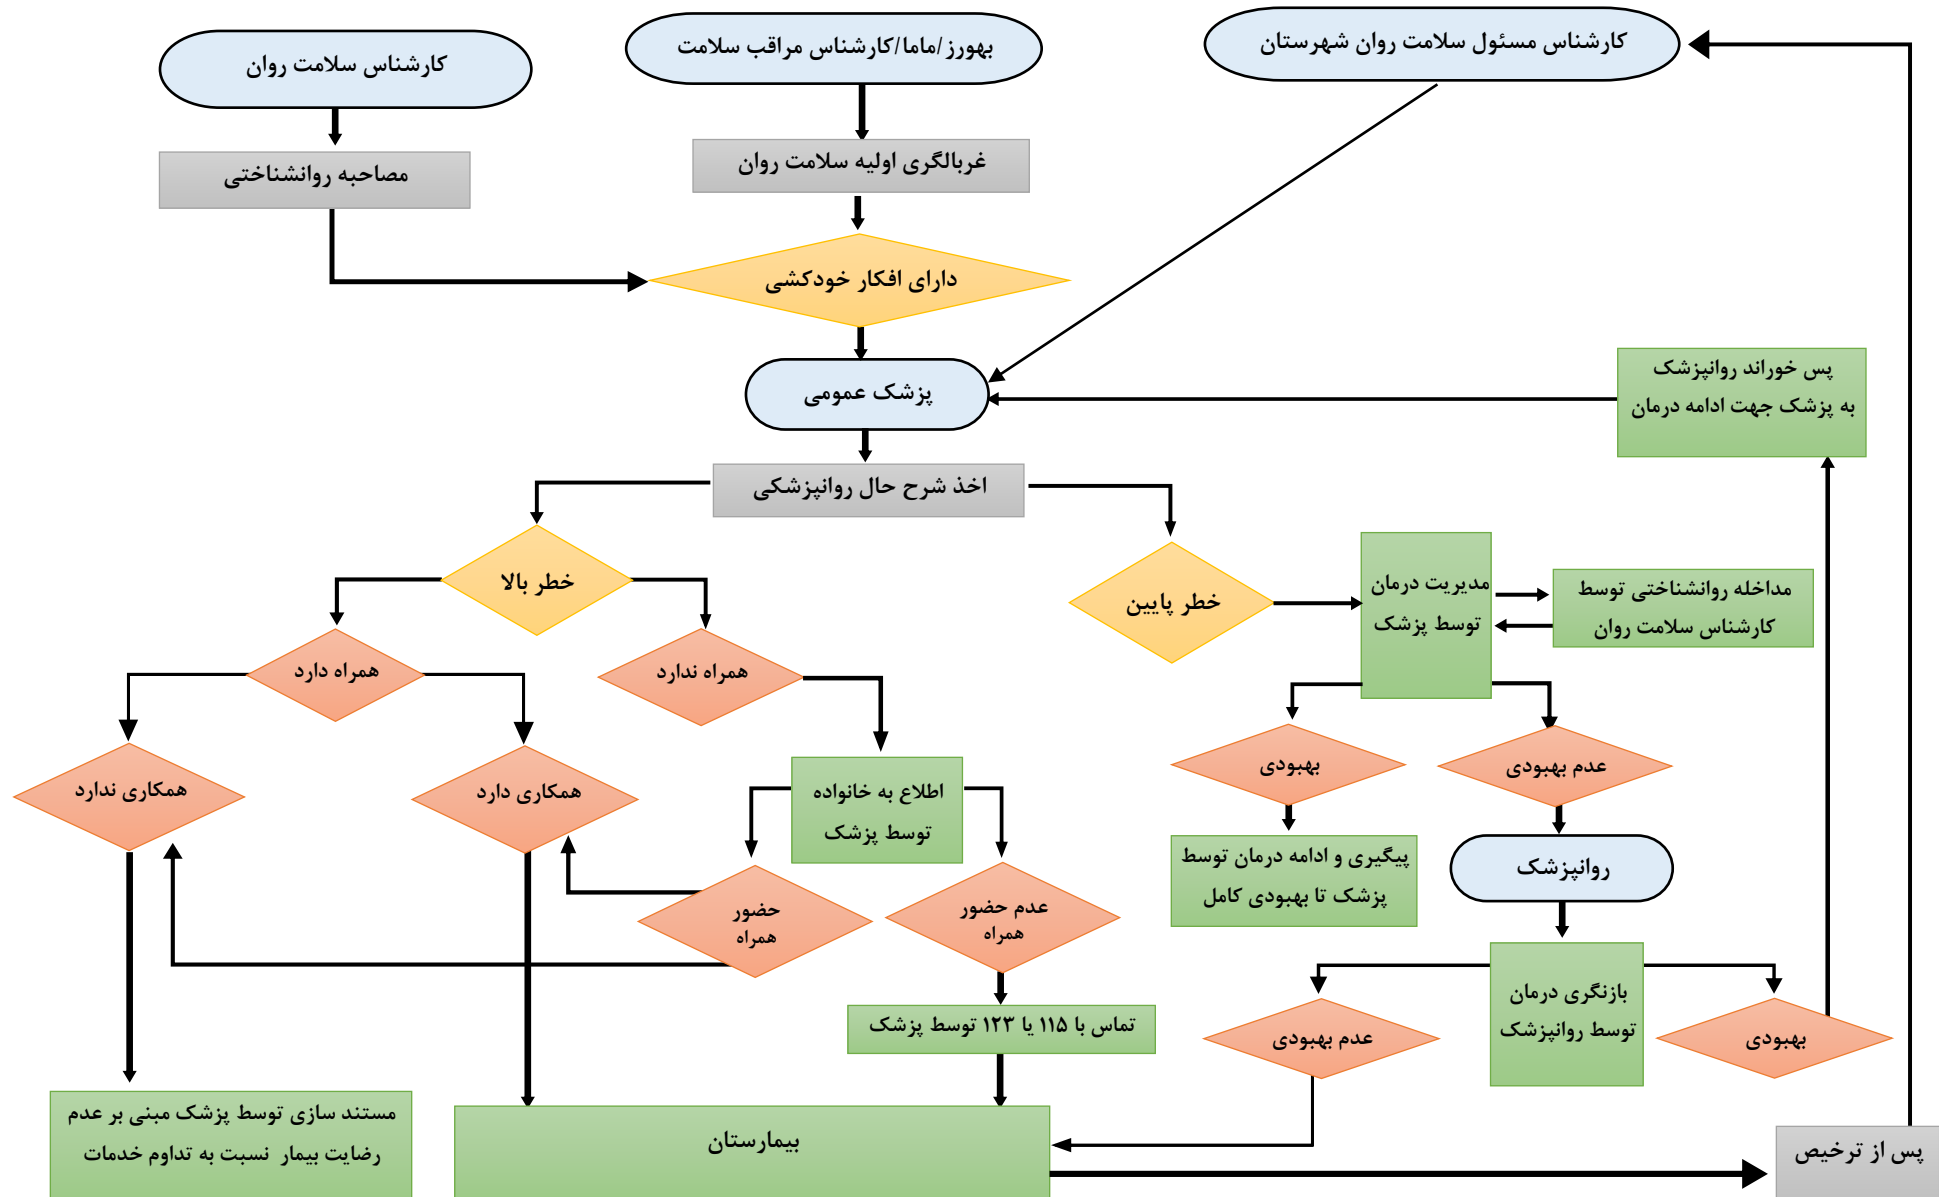 کارشناس مسئول سلامت روان شهرستان
بهورز/ماما/کارشناس مراقب سلامت
کارشناس سلامت روان
غربالگری اولیه سلامت روان
مصاحبه روانشناختی
دارای افکار خودکشی
پزشک عمومی
پس خوراند روانپزشک
به پزشک جهت ادامه درمان
اخذ شرح حال روانپزشکی
خطر بالا
خطر پایین
مدیریت درمان
توسط پزشک
مداخله روانشناختی توسط
کارشناس سلامت روان
همراه ندارد
همراه دارد
عدم بهبودی
بهبودی
اطلاع به خانواده
توسط پزشک
همکاری دارد
همکاری ندارد
روانپزشک
پیگیری و ادامه درمان توسط
پزشک تا بهبودی کامل
عدم حضور
همراه
حضور
همراه
بازنگری درمان
توسط روانپزشک
بهبودی
عدم بهبودی
تماس با ۱۱۵ یا ۱۲۳ توسط پزشک
پس از ترخیص
بیمارستان
مستند سازی توسط پزشک مبنی بر عدم
رضایت بیمار نسبت به تداوم خدمات